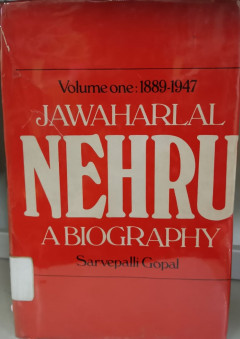 Volume one: 1889-1947
JAWAHARLAL
NEHRU
A BIOGRAPHY
Sarvepalli Gopal